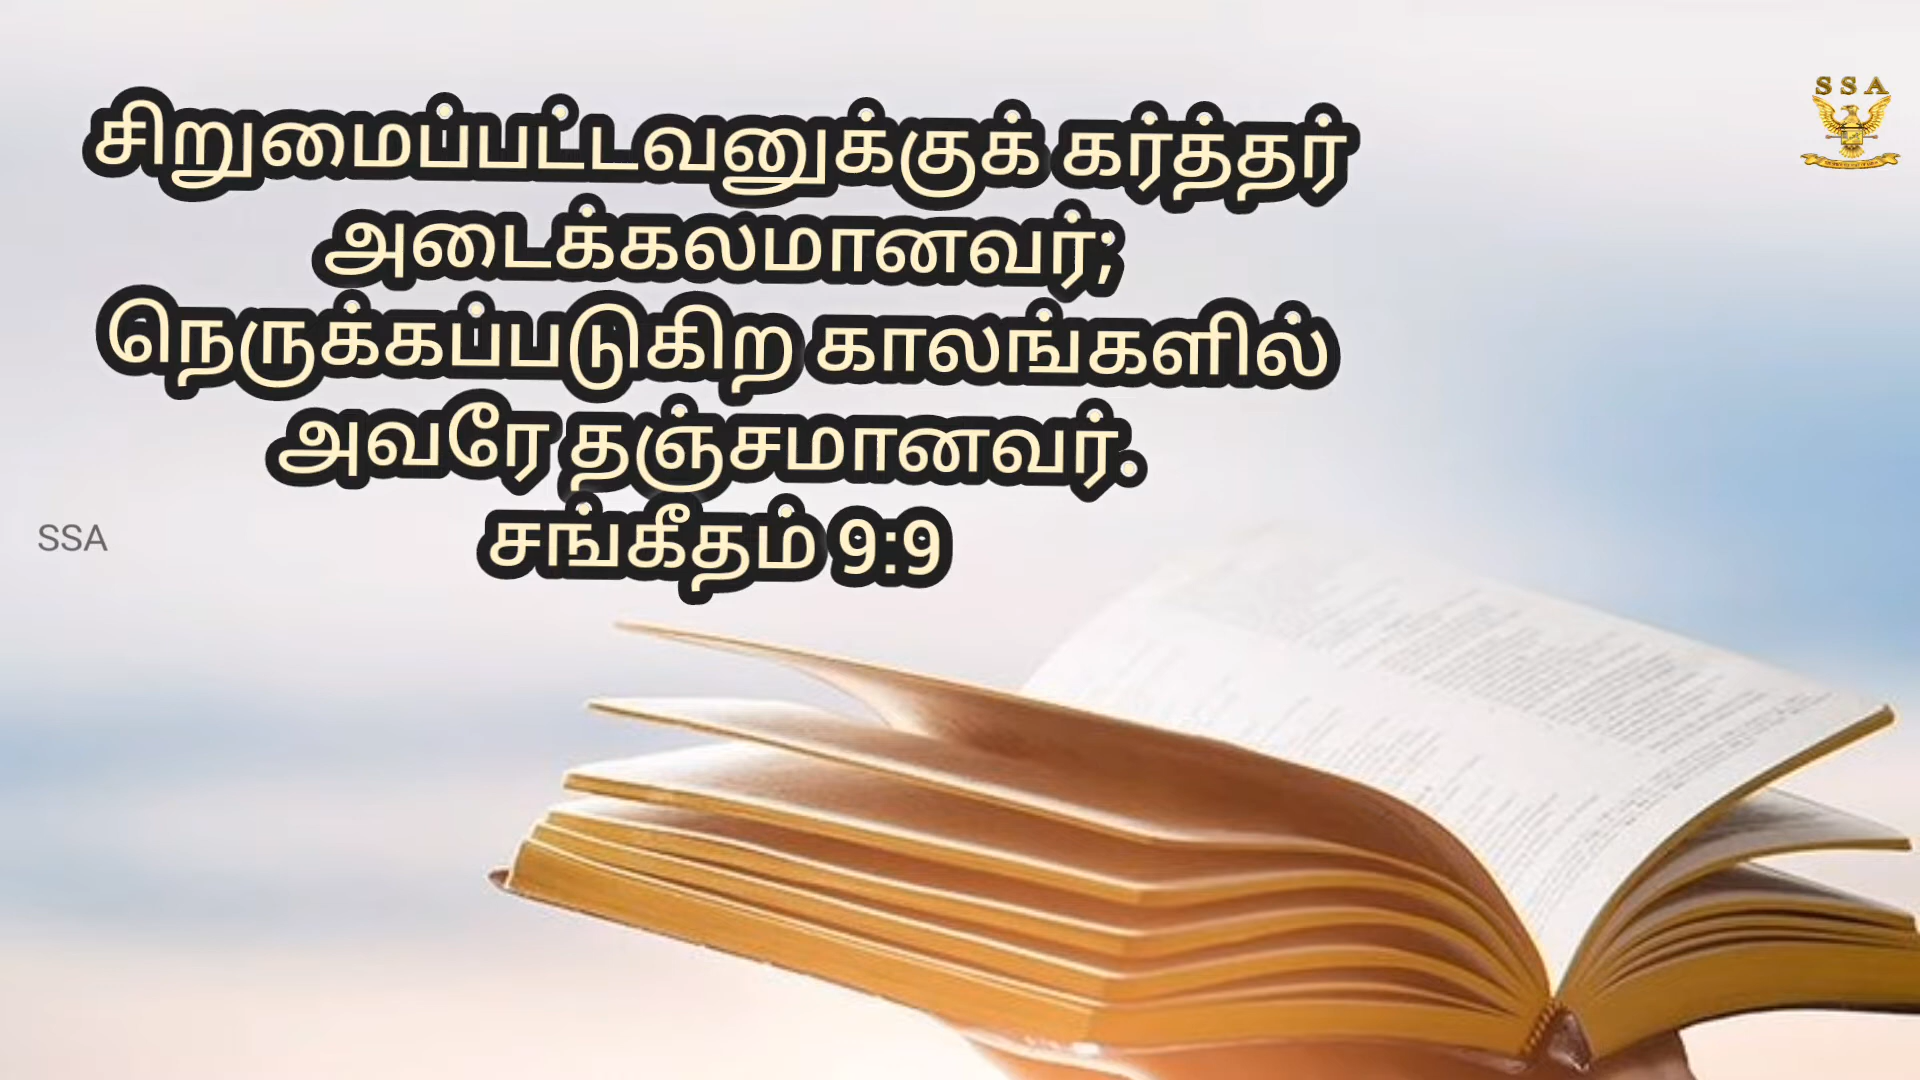 சிறுமைப்பட்டவனுக்குக் கர்த்தர்
அடைக்கலமானவர்;
நெருக்கப்படுகிற காலங்களில்
அவரே தஞ்சமானவர்.
சங்கீதம் 9:9
SSA
SSA